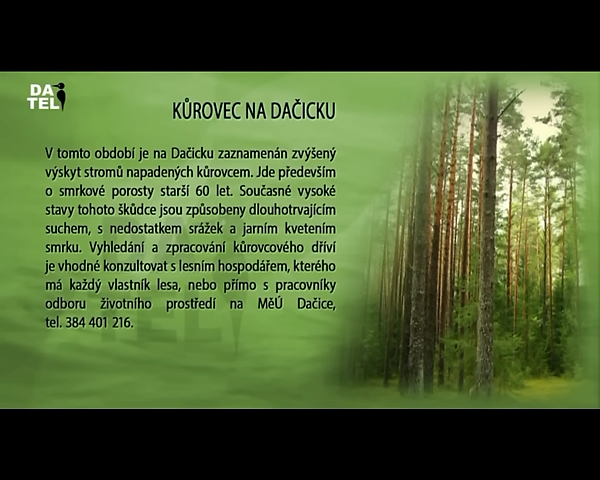 DA
TEL
KŮROVEC NA DAČICKU
V tomto období je na Dačicku zaznamenán zvýšený
výskyt stromů napadených kůrovcem. Jde především
o smrkové porosty starší 60 let. Současné vysoké
stavy tohoto škůdce jsou způsobeny dlouhotrvajícím
suchem, s nedostatkem srážek a jarním kvetením
smrku. Vyhledání a zpracování kůrovcového dříví
je vhodné konzultovat s lesním hospodářem, kterého
má každý vlastník lesa, nebo přímo s pracovníky
odboru životního prostředí na MěÚ Dačice,
tel. 384 401 216.